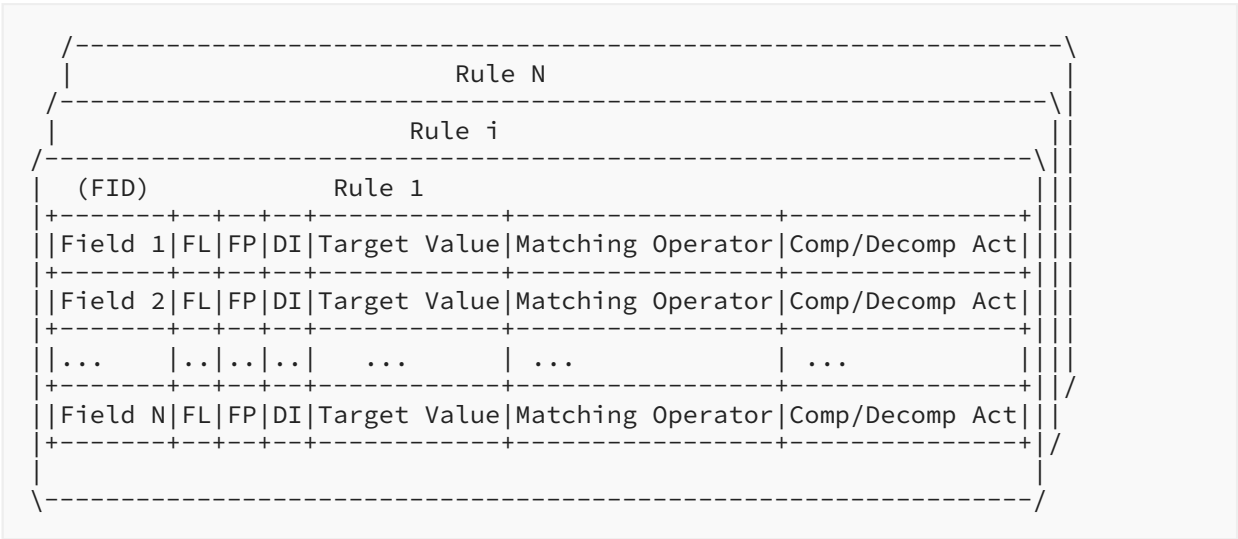 Rule N
Rule i
(FID) Rule 1
|Field 1|FL|FP|DI|Target Value|Matching Operator|Comp/Decomp Act|
|Field 2|FL|FP|DI|Target Value|Matching Operator|Comp/Decomp Act|
|... |..|..|..| ... | ... | ... |
|Field N|FL|FP|DI|Target Value|Matching Operator|Comp/Decomp Act|